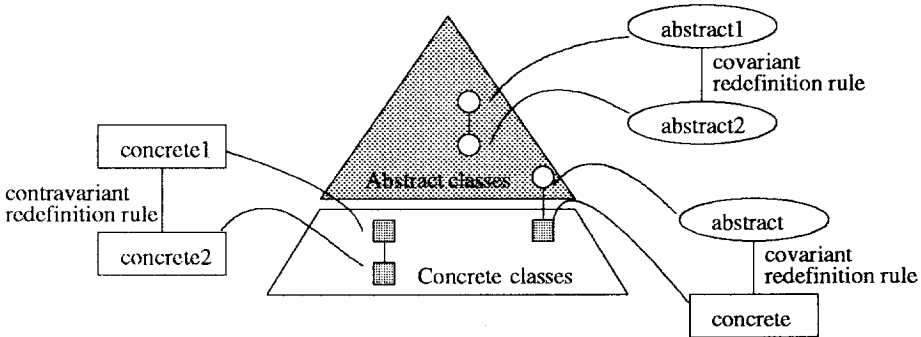 abstract1
covariant
redefinition rule
abstract2
concrete1
contravariant
redefinition rule
concrete2
Abstract classes
Concrete classes
abstract
covariant
redefinition rule
concrete